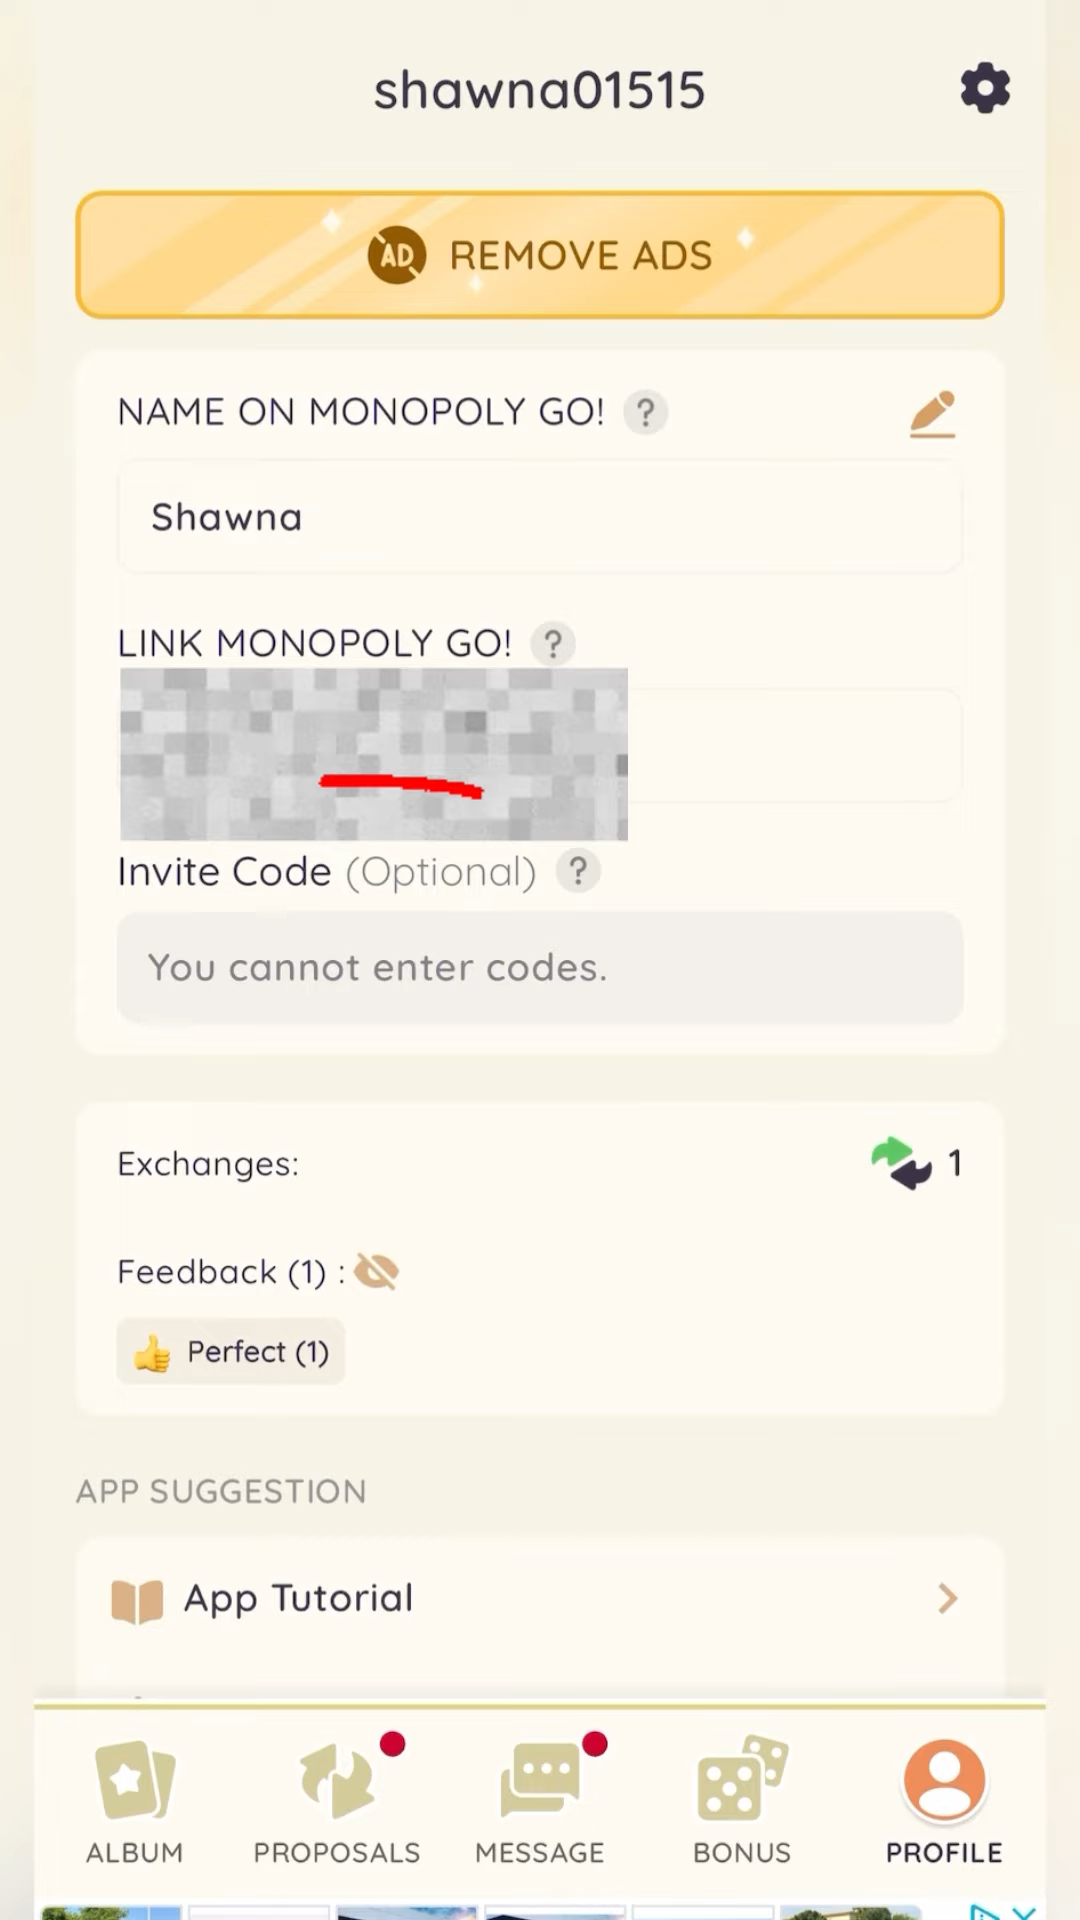 shawna01515
AD REMOVE ADS
NAME ON MONOPOLY GO! ?
Shawna
LINK MONOPOLY GO! ?
Invite Code (Optional) ?
You cannot enter codes.
Exchanges: 1
Feedback (1) :
👍 Perfect (1)
APP SUGGESTION
App Tutorial
ALBUM PROPOSALS MESSAGE BONUS PROFILE